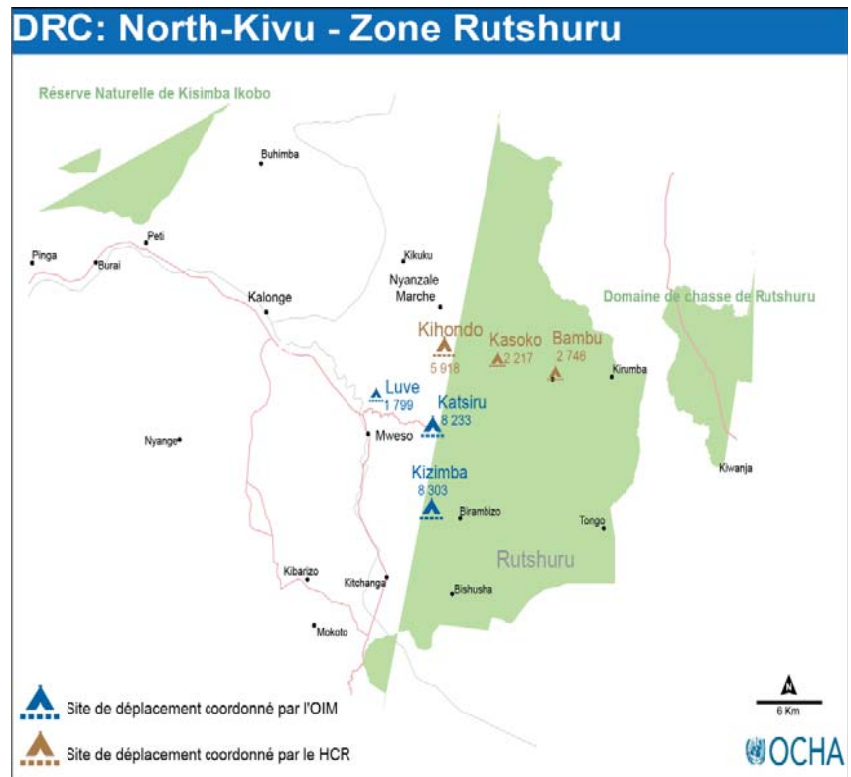 DRC: North-Kivu - Zone Rutshuru
Réserve Naturelle de Kisimba Ikobo
Buhimba
Peti
Pinga
Burai
Kikuku
Nyanzale
Marche
Kalonge
Domaine de chasse de Rutshuru
Kihondo
5 918
Kasoko
2 217
Bambu
2 746
Kirumba
Luve
1 799
Katsiru
8 233
Mweso
Nyange
Kizimba
8 303
Kiwanja
Birambizo
Tongo
Rutshuru
Kibarizo
Kitchanga
Bishusha
Mokoto
Site de déplacement coordonné par l'OIM
Site de déplacement coordonné par le HCR
N
6 Km
OCHA